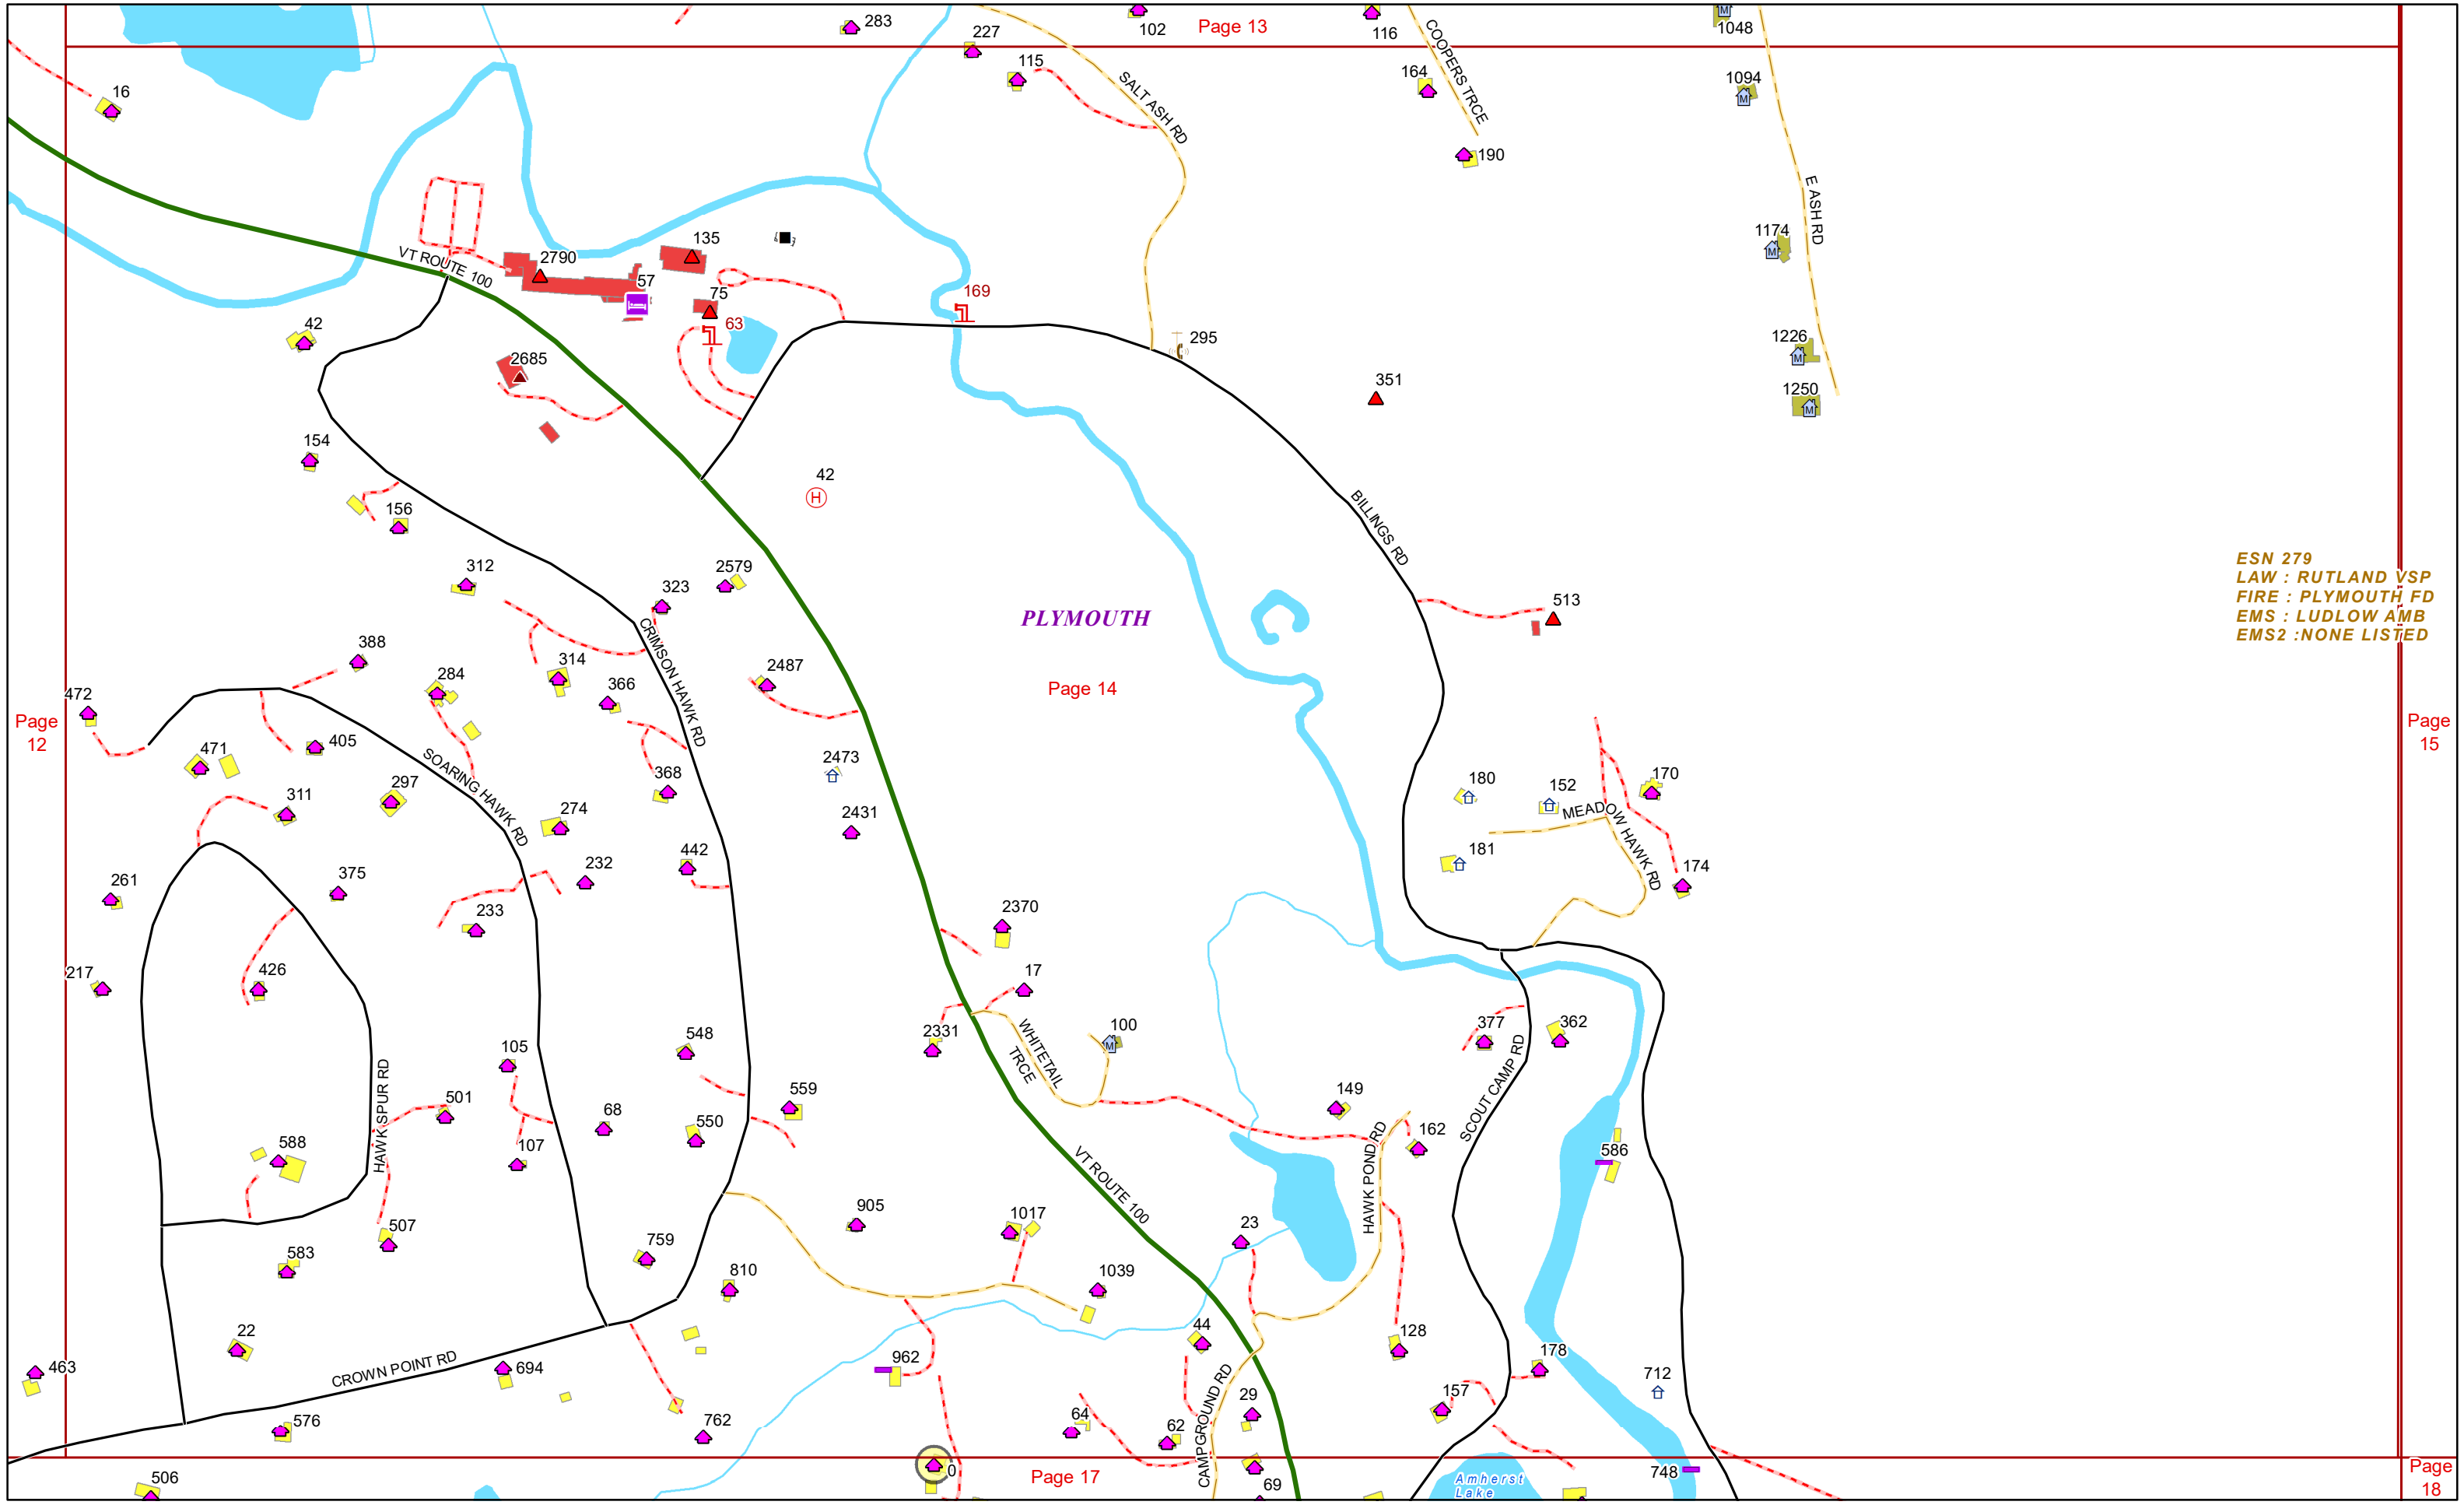 283
227
102
Page 13
116
COOPERS TRCE
1048
16
115
SALT ASH RD
164
1094
190
E ASH RD
1174
VT ROUTE 100
2790
135
57
75
63
169
295
42
2685
1226
351
1250
154
42
H
156
BILLINGS RD
312
2579
323
ESN 279
LAW : RUTLAND VSP
FIRE : PLYMOUTH FD
EMS : LUDLOW AMB
EMS2 :NONE LISTED
PLYMOUTH
513
CRIMSON HAWK RD
388
314
284
366
2487
Page 14
472
Page
12
Page
15
471
405
SOARING HAWK RD
2473
368
180
152
170
MEADOW HAWK RD
311
297
274
2431
442
181
174
261
375
232
233
2370
217
426
17
WHITETAIL
TRCE
2331
100
377
362
SCOUT CAMP RD
548
105
HAWK SPUR RD
501
559
550
68
149
162
HAWK POND RD
107
588
586
VT ROUTE 100
507
905
1017
23
583
759
810
1039
22
44
128
178
463
CROWN POINT RD
694
962
CAMPGROUND RD
29
157
712
576
762
64
62
506
0
Page 17
69
Amherst
Lake
748
Page
18
M
M
M
M
M
M